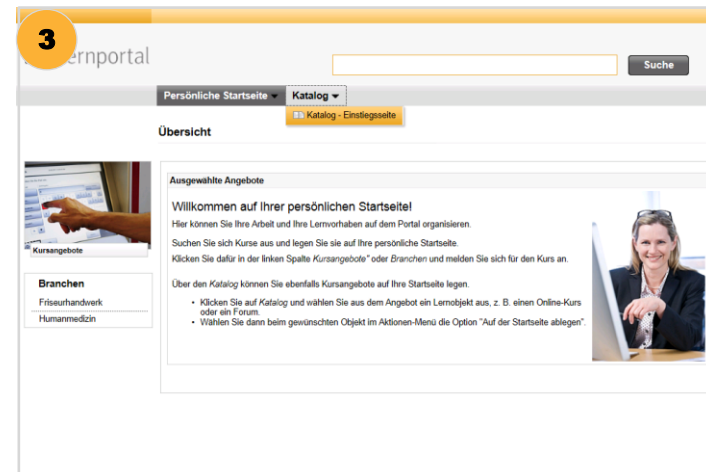 3
ernportal
Suche
Persönliche Startseite Katalog
Katalog - Einstiegsseite
Übersicht
Kursangebote
Branchen
Friseurhandwerk
Humanmedizin
Ausgewählte Angebote
Willkommen auf Ihrer persönlichen Startseite!
Hier können Sie Ihre Arbeit und Ihre Lernvorhaben auf dem Portal organisieren.
Suchen Sie sich Kurse aus und legen Sie sie auf Ihre persönliche Startseite.
Klicken Sie dafür in der linken Spalte Kursangebote" oder Branchen und melden Sie sich für den Kurs an.
Über den Katalog können Sie ebenfalls Kursangebote auf Ihre Startseite legen.
• Klicken Sie auf Katalog und wählen Sie aus dem Angebot ein Lernobjekt aus, z. B. einen Online-Kurs
oder ein Forum.
• Wählen Sie dann beim gewünschten Objekt im Aktionen-Menü die Option "Auf der Startseite ablegen".